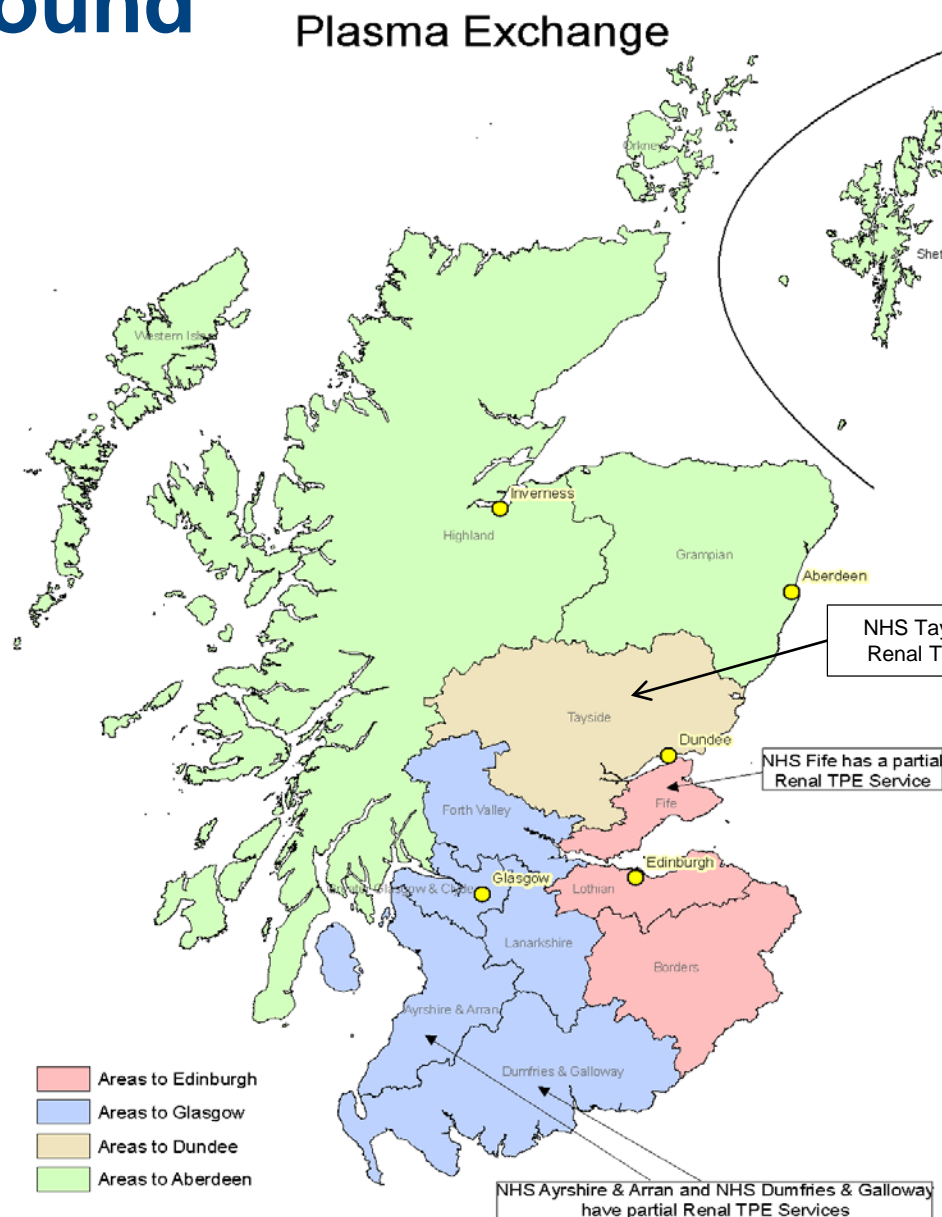 ound
Plasma Exchange
Orkney
Shet
Western Isles
Inverness
Highland
Grampian
Aberdeen
NHS Tay
Renal T
Tayside
Dundee
NHS Fife has a partial
Renal TPE Service
Forth Valley
Fife
Edinburgh
Glasgow
Greater Glasgow & Clyde
Lothian
Lanarkshire
Borders
Ayrshire & Arran
Dumfries & Galloway
Areas to Edinburgh
Areas to Glasgow
Areas to Dundee
Areas to Aberdeen
NHS Ayrshire & Arran and NHS Dumfries & Galloway
have partial Renal TPE Services